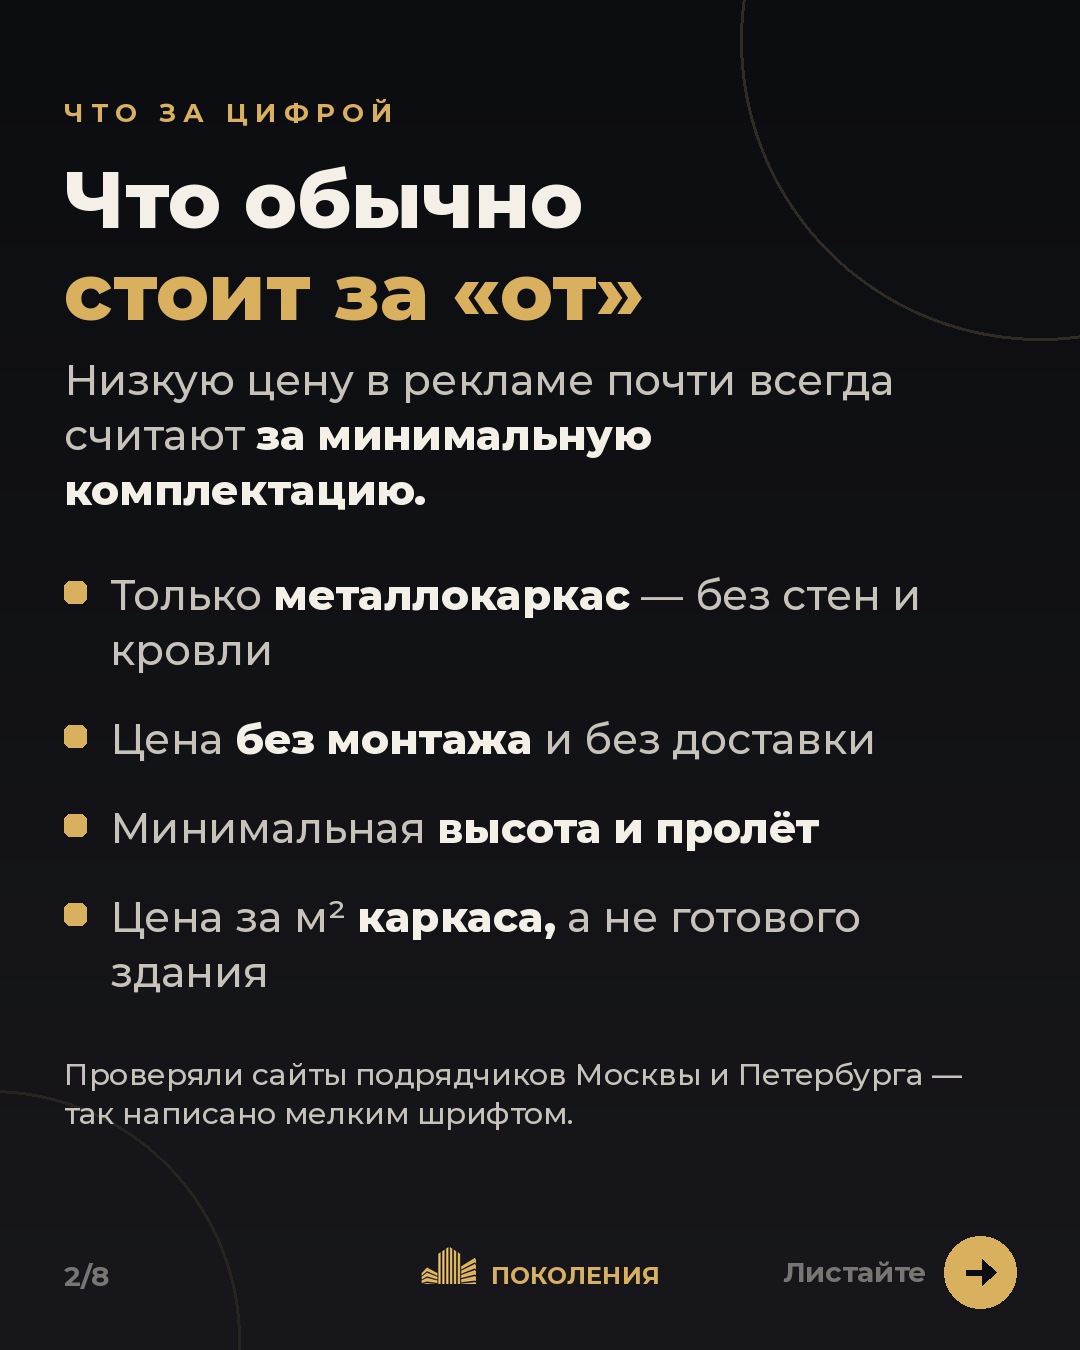 ЧТО ЗА ЦИФРОЙ
Что обычно
стоит за «от»
Низкую цену в рекламе почти всегда
считают за минимальную
комплектацию.
Только металлокаркас — без стен и
кровли
Цена без монтажа и без доставки
Минимальная высота и пролёт
Цена за м² каркаса, а не готового
здания
Проверяли сайты подрядчиков Москвы и Петербурга —
так написано мелким шрифтом.
2/8
ПОКОЛЕНИЯ
Листайте